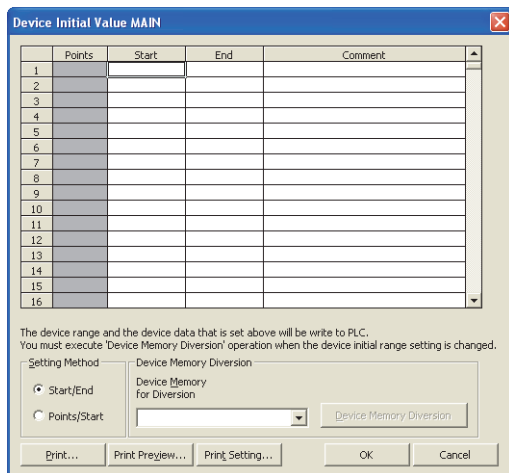 Device Initial Value MAIN
Points Start End Comment
1
2
3
4
5
6
7
8
9
10
11
12
13
14
15
16
The device range and the device data that is set above will be write to PLC.
You must execute 'Device Memory Diversion' operation when the device initial range setting is changed.
Setting Method Device Memory Diversion
Start/End
Points/Start
Device Memory
for Diversion
Device Memory Diversion
Print... Print Preview... Print Setting... OK Cancel